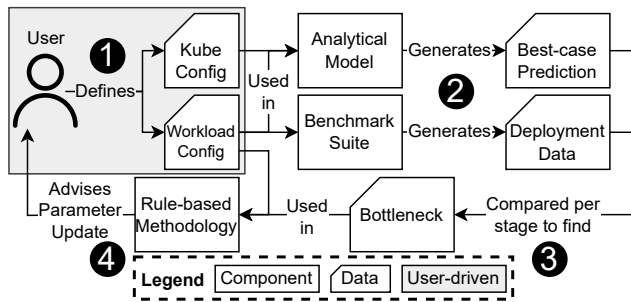 User
1
Defines
Kube
Config
Workload
Config
Used
in
Analytical
Model
Benchmark
Suite
Generates
2
Generates
Best-case
Prediction
Deployment
Data
Advises
Parameter
Update
4
Rule-based
Methodology
Used
in
Bottleneck
Compared per
stage to find
3
Legend
Component
Data
User-driven